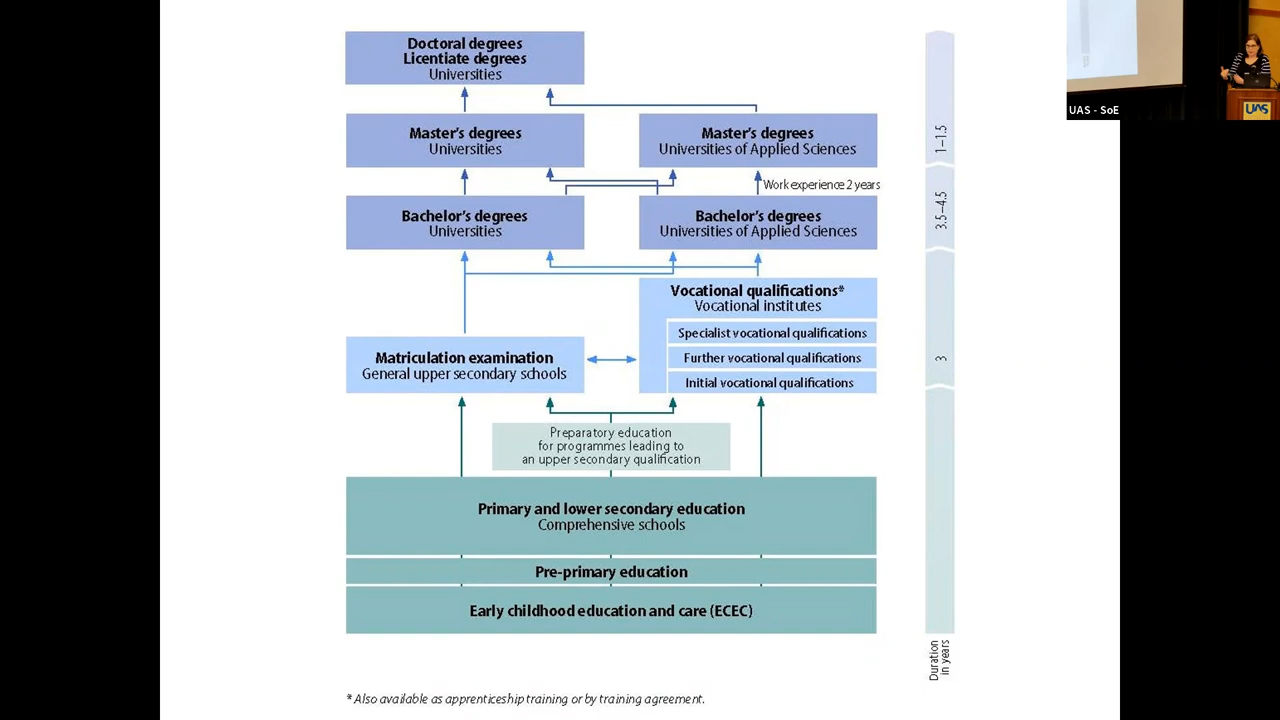 Doctoral degrees
Licentiate degrees
Universities
Master's degrees
Universities
Master's degrees
Universities of Applied Sciences
Work experience 2 years
Bachelor's degrees
Universities
Bachelor's degrees
Universities of Applied Sciences
Vocational qualifications*
Vocational institutes
Specialist vocational qualifications
Further vocational qualifications
Initial vocational qualifications
Matriculation examination
General upper secondary schools
Preparatory education
for programmes leading to
an upper secondary qualification
Primary and lower secondary education
Comprehensive schools
Pre-primary education
Early childhood education and care (ECEC)
1–1.5
3.5–4.5
3
Duration
in years
* Also available as apprenticeship training or by training agreement.
UAS - SoE
UAS